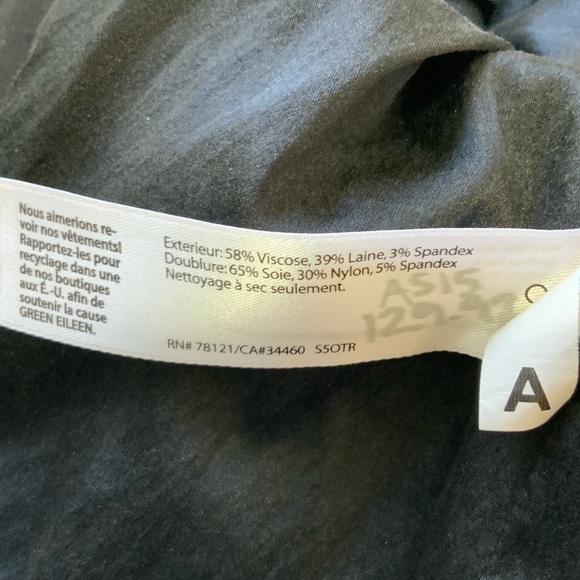 Nous aimerions re-
voir nos vêtements!
Rapportez-les pour
recyclage dans une
de nos boutiques
aux É.-U. afin de
soutenir la cause
GREEN EILEEN.
Exterieur: 58% Viscose, 39% Laine, 3% Spandex
Doublure: 65% Soie, 30% Nylon, 5% Spandex
Nettoyage à sec seulement.
RN# 78121/CA#34460 S5OTR
ASIS
A